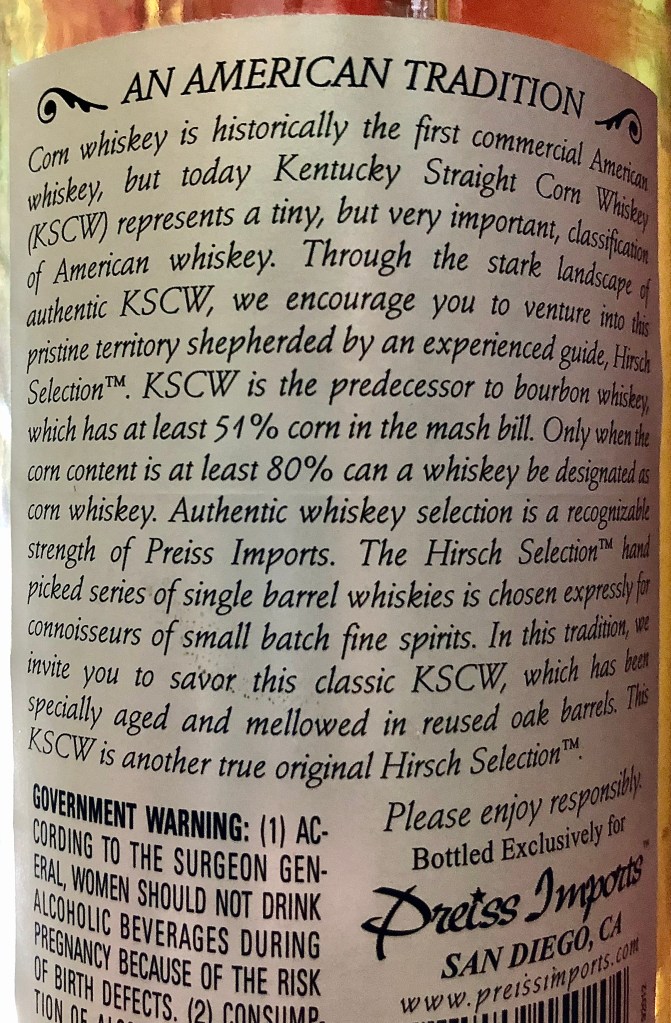 AN AMERICAN TRADITION
Corn whiskey is historically the first commercial American
whiskey, but today Kentucky Straight Corn Whiskey
(KSCW) represents a tiny, but very important, classification
of American whiskey. Through the stark landscape of
authentic KSCW, we encourage you to venture into this
pristine territory shepherded by an experienced guide, Hirsch
Selection™. KSCW is the predecessor to bourbon whiskey,
which has at least 51% corn in the mash bill. Only when the
corn content is at least 80% can a whiskey be designated as
corn whiskey. Authentic whiskey selection is a recognizable
strength of Preiss Imports. The Hirsch Selection™ hand
picked series of single barrel whiskies is chosen expressly for
connoisseurs of small batch fine spirits. In this tradition, we
invite you to savor this classic KSCW, which has been
specially aged and mellowed in reused oak barrels. This
KSCW is another true original Hirsch Selection™.
GOVERNMENT WARNING: (1) AC-
CORDING TO THE SURGEON GEN-
ERAL, WOMEN SHOULD NOT DRINK
ALCOHOLIC BEVERAGES DURING
PREGNANCY BECAUSE OF THE RISK
OF BIRTH DEFECTS. (2) CONSUMP-
TION OF
Please enjoy responsibly.
Bottled Exclusively for
Preiss Imports™
SAN DIEGO, CA
www.preissimports.com